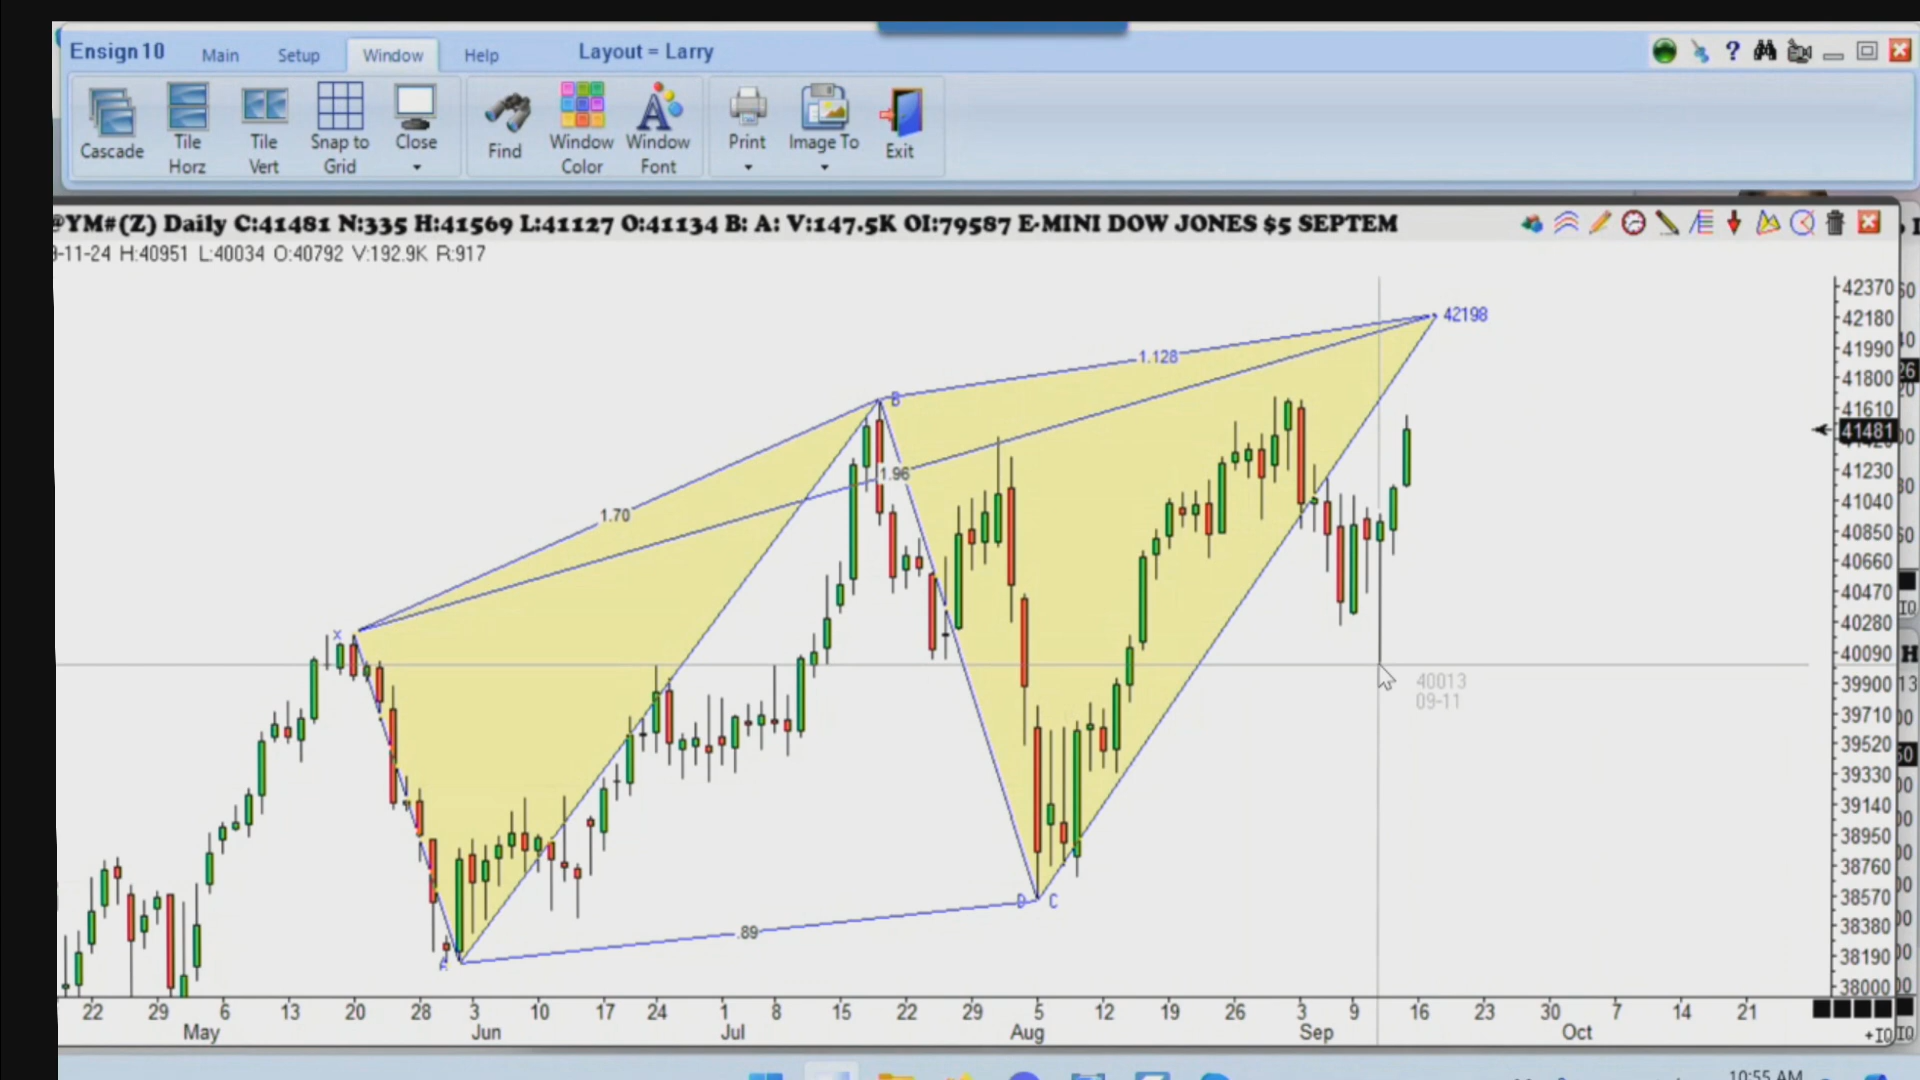 Ensign 10 Main Setup Window Help Layout = Larry
Cascade
Tile Horz
Tile Vert
Snap to Grid
Close
Find
Window Color
Window Font
Print
Image To
Exit
@YM#(Z) Daily C:41481 N:335 H:41569 L:41127 O:41134 B: A: V:147.5K OI:79587 E-MINI DOW JONES $5 SEPTEM
-11-24 H:40951 L:40034 O:40792 V:192.9K R:917
42370
42198
42180
41990
1.128
41800
B
41610
41481
1.96
41230
1.70
41040
40850
40660
40470
40280
X
40090
40013
09-11
39900
39710
39520
39330
39140
38950
38760
38570
D C
38380
.89
A
38190
38000
22 29 6 13 20 28 3 10 17 24 1 8 15 22 29 5 12 19 26 3 9 16 23 30 7 14 21
May Jun Jul Aug Sep Oct
+IO
10:55 AM